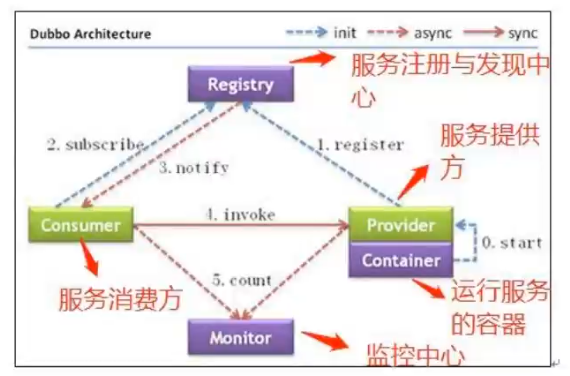 Dubbo Architecture
init
async
sync
Registry
服务注册与发现中
心
2. subscribe
3. notify
1. register
服务提供
方
Consumer
4. invoke
Provider
0. start
Container
5. count
服务消费方
运行服务
的容器
Monitor
监控中心